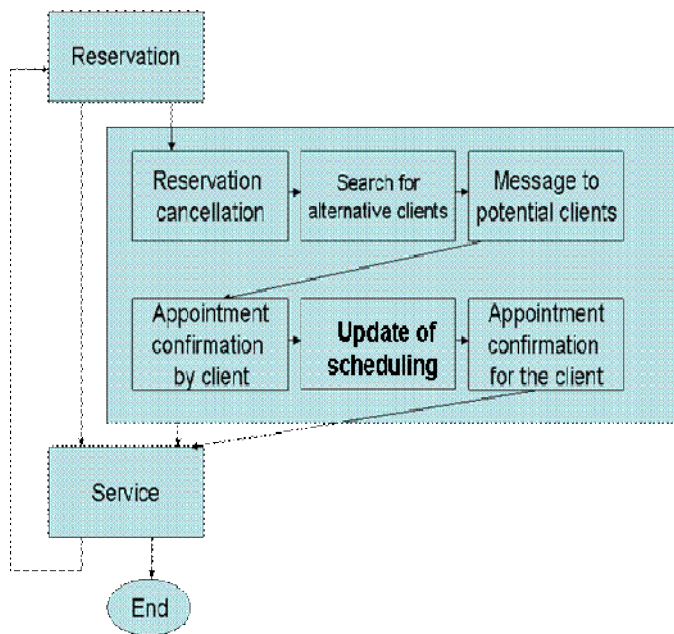 Reservation
Reservation
cancellation
Search for
alternative clients
Message to
potential clients
Appointment
confirmation
by client
Update of
scheduling
Appointment
confirmation
for the client
Service
End